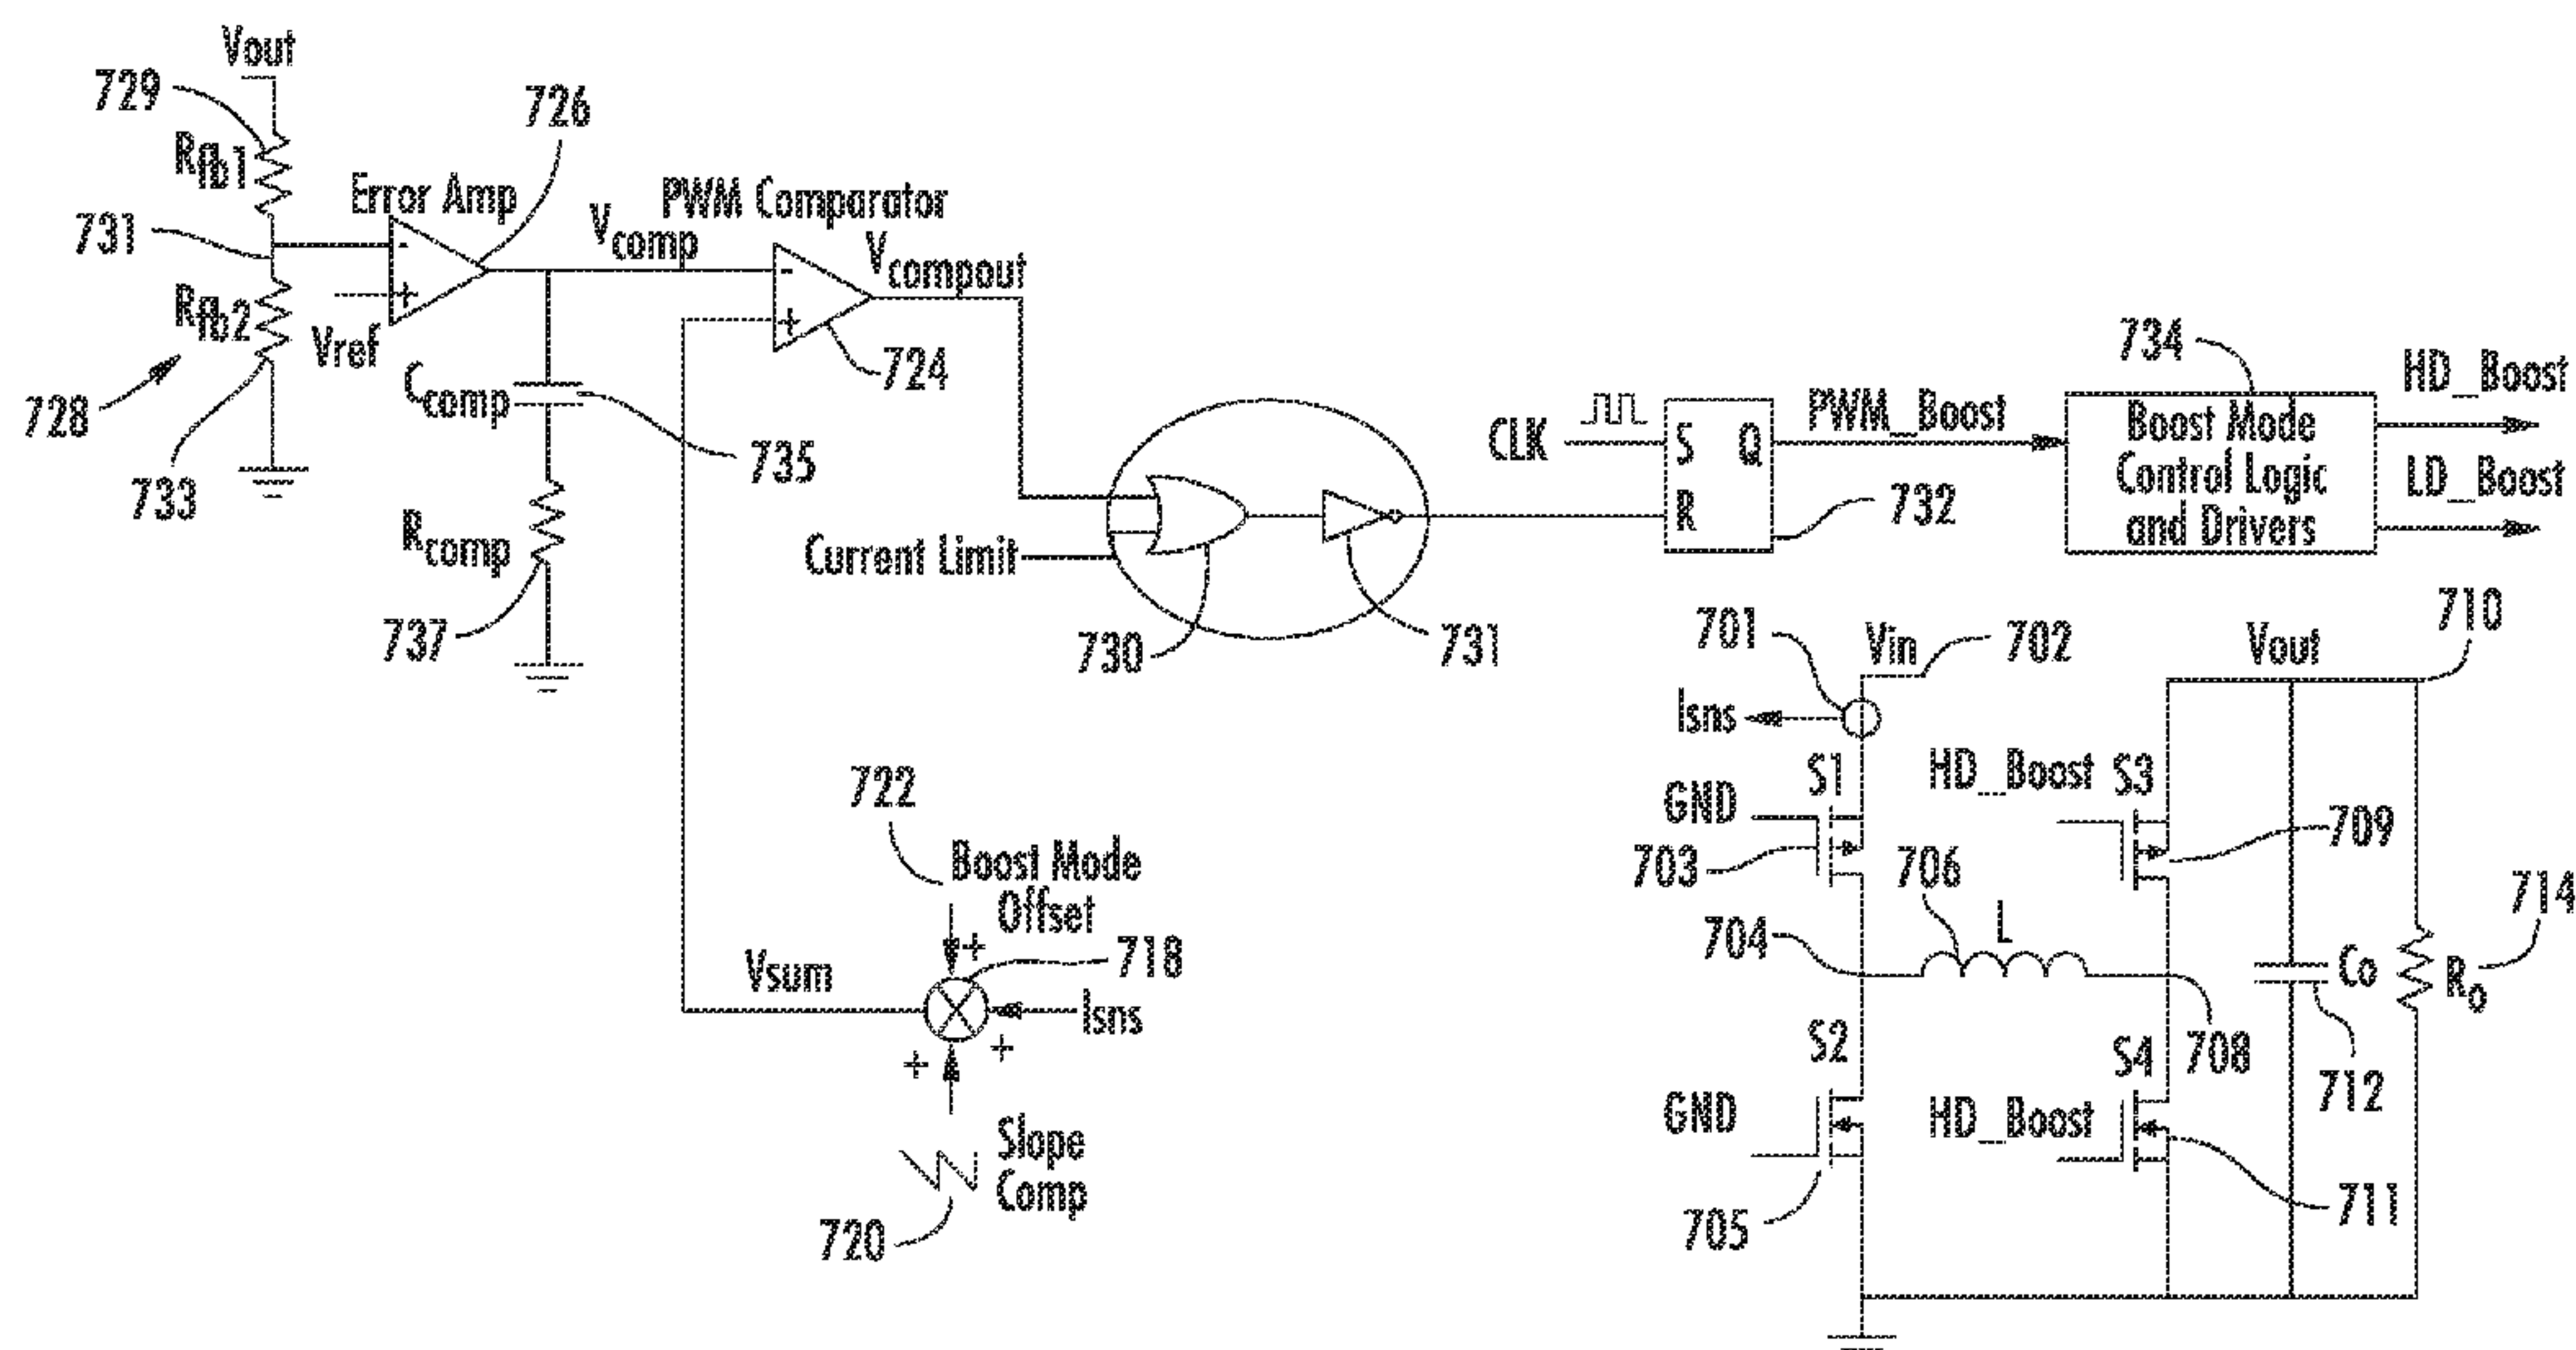 Vout
729
726
Rfb1
Error Amp
PWM Comparator
731
Vcomp
Vcompout
-
+
-
+
Rfb2
Vref
724
728
Ccomp
733
735
Rcomp
737
Current Limit
730
731
CLK
S
Q
R
PWM_Boost
732
734
Boost Mode
Control Logic
and Drivers
HD_Boost
LD_Boost
710
701
Vin
702
Vout
Isns
S1
HD_Boost
S3
GND
709
703
706
714
704
L
Co
Ro
S2
S4
708
712
GND
HD_Boost
711
705
722
Boost Mode
Offset
+
718
Vsum
Isns
+
+
Slope
Comp
720